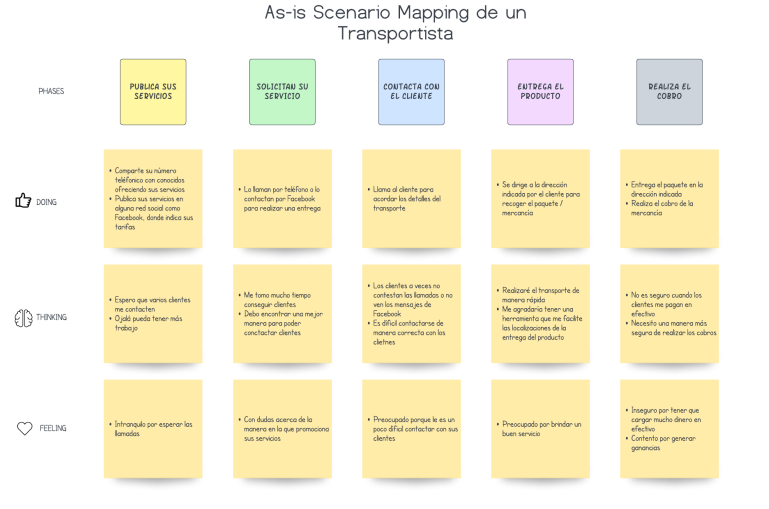 As-is Scenario Mapping de un
Transportista
PHASES
PUBLICA SUS
SERVICIOS
SOLICITAN SU
SERVICIO
CONTACTA CON
EL CLIENTE
ENTREGA EL
PRODUCTO
REALIZA EL
COBRO
DOING
• Comparte su número
teléfonico con conocidos
ofreciendo sus servicios
• Publica sus servicios en
alguna red social como
Facebook, donde indica sus
tarifas
• Lo llaman por teléfono o lo
contactan por Facebook
para realizar una entrega
• Llama al cliente para
acordar los detalles del
transporte
• Se dirige a la dirección
indicada por el cliente para
recoger el paquete /
mercancia
• Entrega el paquete en la
dirección indicada
• Realiza el cobro de la
mercancia
THINKING
• Espero que varios clientes
me contacten
• Ojalá pueda tener más
trabajo
• Me toma mucho tiempo
conseguir clientes
• Debo encontrar una mejor
manera para poder
conctactar clientes
• Los clientes a veces no
contestan las llamadas o no
ven los mensajes de
Facebook
• Es dificil contactarse de
manera correcta con los
clietnes
• Realizaré el transporte de
manera rápida
• Me agradaría tener una
herramienta que me facilite
las localizaciones de la
entrega del producto
• No es seguro cuando los
clientes me pagan en
efectivo
• Necesito una manera más
segura de realizar los cobros
FEELING
• Intranquilo por esperar las
llamadas
• Con dudas acerca de la
manera en la que promociona
sus servicios
• Preocupado porque le es un
poco dificil contactar con sus
clientes
• Preocupado por brindar un
buen servicio
• Inseguro por tener que
cargar mucho dinero en
efectivo
• Contento por generar
ganancias